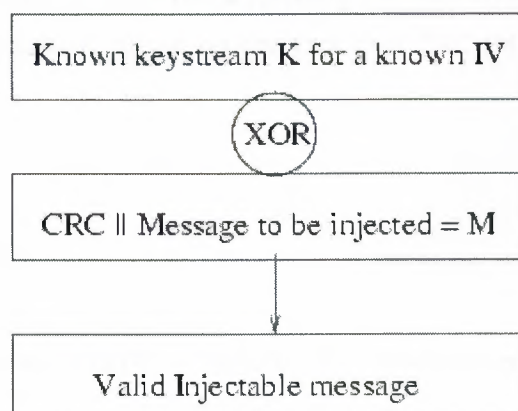 Known keystream K for a known IV
XOR
CRC || Message to be injected = M
Valid Injectable message